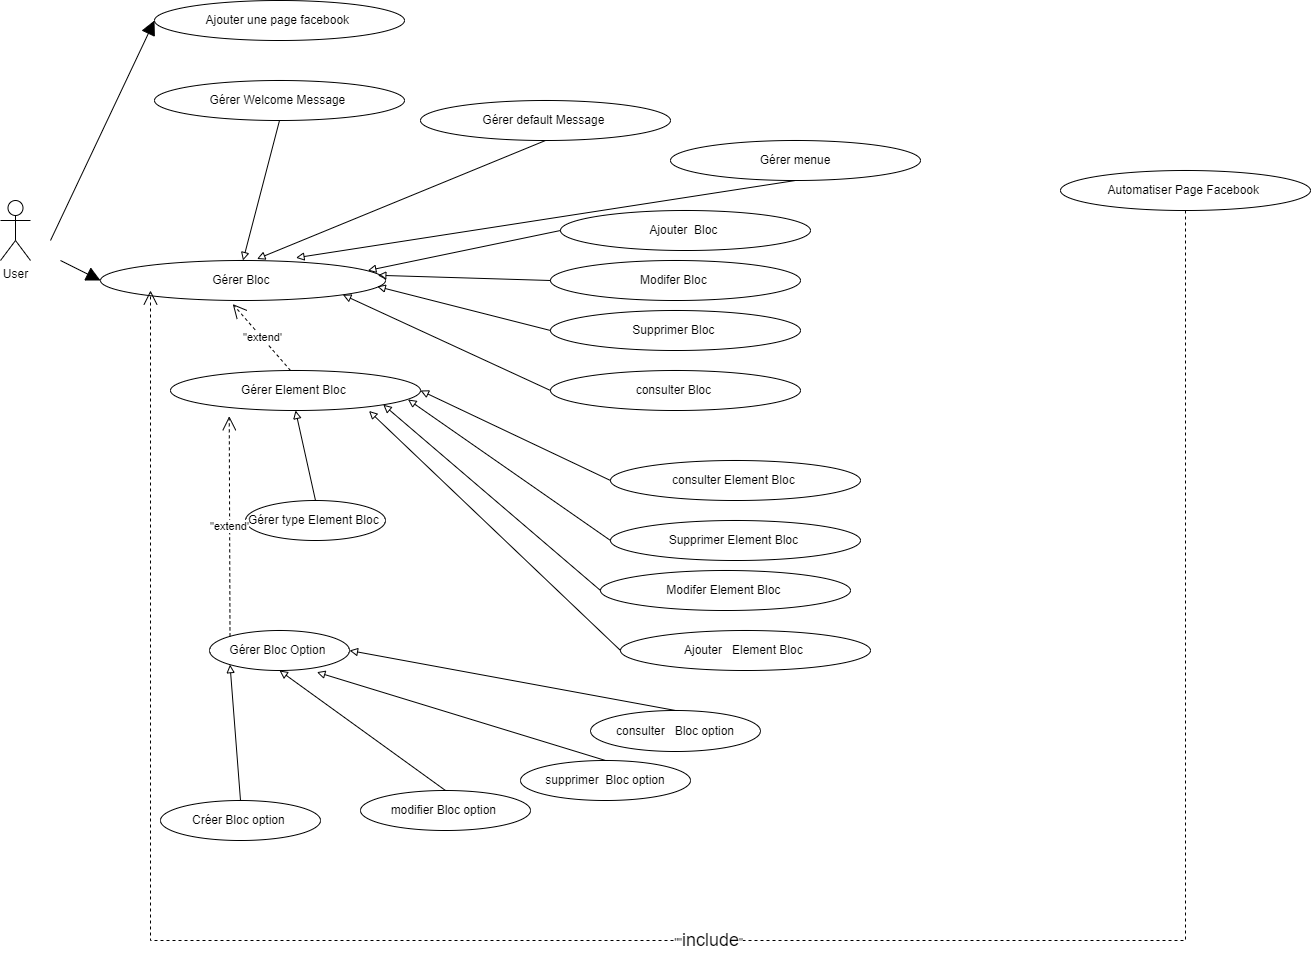 Ajouter une page facebook
Gérer Welcome Message
Gérer default Message
Gérer menue
Automatiser Page Facebook
Ajouter Bloc
User
Gérer Bloc
Modifer Bloc
Supprimer Bloc
"extend"
Gérer Element Bloc
consulter Bloc
consulter Element Bloc
"extend"
Gérer type Element Bloc
Supprimer Element Bloc
Modifer Element Bloc
Gérer Bloc Option
Ajouter Element Bloc
consulter Bloc option
supprimer Bloc option
modifier Bloc option
Créer Bloc option
"include"